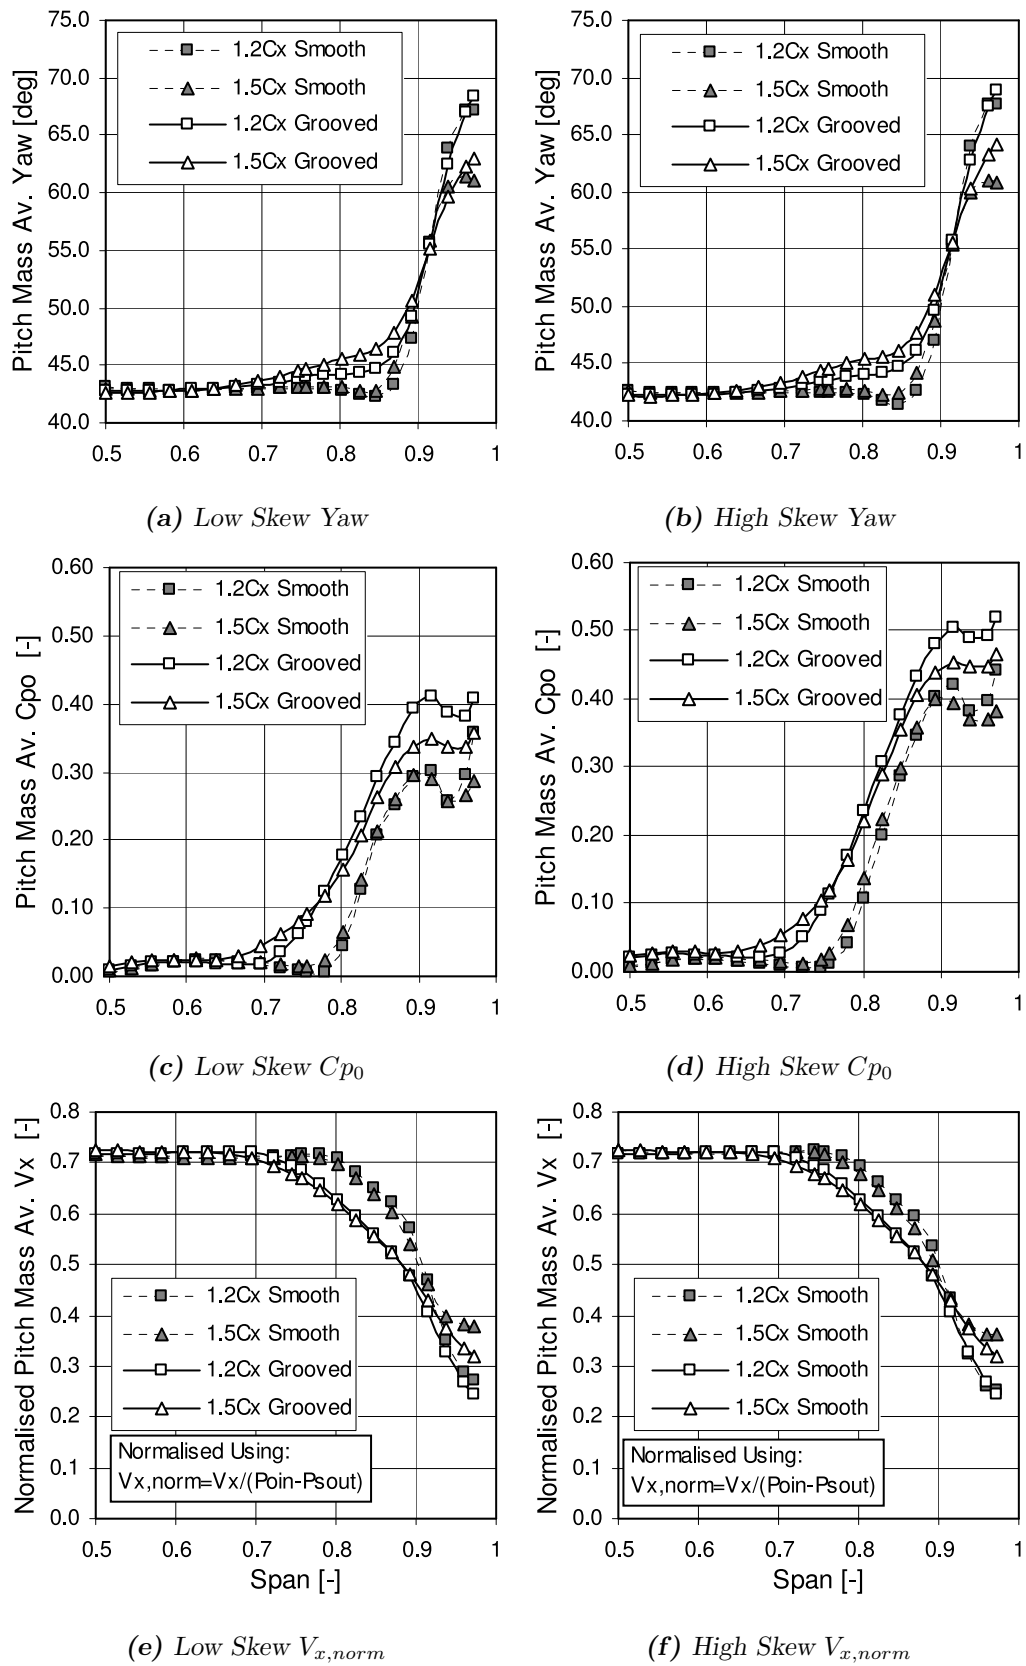 75.0
70.0
65.0
60.0
55.0
50.0
45.0
40.0
Pitch Mass Av. Yaw [deg]
1.2Cx Smooth
1.5Cx Smooth
1.2Cx Grooved
1.5Cx Grooved
0.5 0.6 0.7 0.8 0.9 1
(a) Low Skew Yaw
75.0
70.0
65.0
60.0
55.0
50.0
45.0
40.0
Pitch Mass Av. Yaw [deg]
1.2Cx Smooth
1.5Cx Smooth
1.2Cx Grooved
1.5Cx Grooved
0.5 0.6 0.7 0.8 0.9 1
(b) High Skew Yaw
0.60
0.50
0.40
0.30
0.20
0.10
0.00
Pitch Mass Av. Cpo [-]
1.2Cx Smooth
1.5Cx Smooth
1.2Cx Grooved
1.5Cx Grooved
0.5 0.6 0.7 0.8 0.9 1
(c) Low Skew Cp₀
0.60
0.50
0.40
0.30
0.20
0.10
0.00
Pitch Mass Av. Cpo [-]
1.2Cx Smooth
1.5Cx Smooth
1.2Cx Grooved
1.5Cx Grooved
0.5 0.6 0.7 0.8 0.9 1
(d) High Skew Cp₀
0.8
0.7
0.6
0.5
0.4
0.3
0.2
0.1
0.0
Normalised Pitch Mass Av. Vx [-]
1.2Cx Smooth
1.5Cx Smooth
1.2Cx Grooved
1.5Cx Grooved
Normalised Using:
Vx,norm=Vx/(Poin-Psout)
0.5 0.6 0.7 0.8 0.9 1
Span [-]
(e) Low Skew Vx,norm
0.8
0.7
0.6
0.5
0.4
0.3
0.2
0.1
0.0
Normalised Pitch Mass Av. Vx [-]
1.2Cx Smooth
1.5Cx Smooth
1.2Cx Smooth
1.5Cx Smooth
Normalised Using:
Vx,norm=Vx/(Poin-Psout)
0.5 0.6 0.7 0.8 0.9 1
Span [-]
(f) High Skew Vx,norm